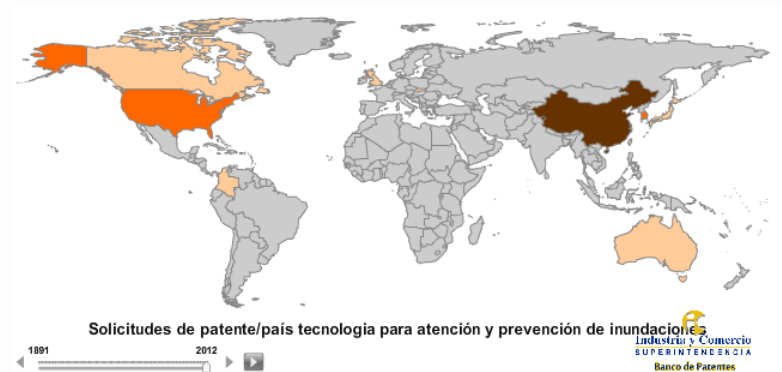 Solicitudes de patente/país tecnologia para atención y prevención de inundaciones
1891
2012
Industria y Comercio
SUPERINTENDENCIA
Banco de Patentes